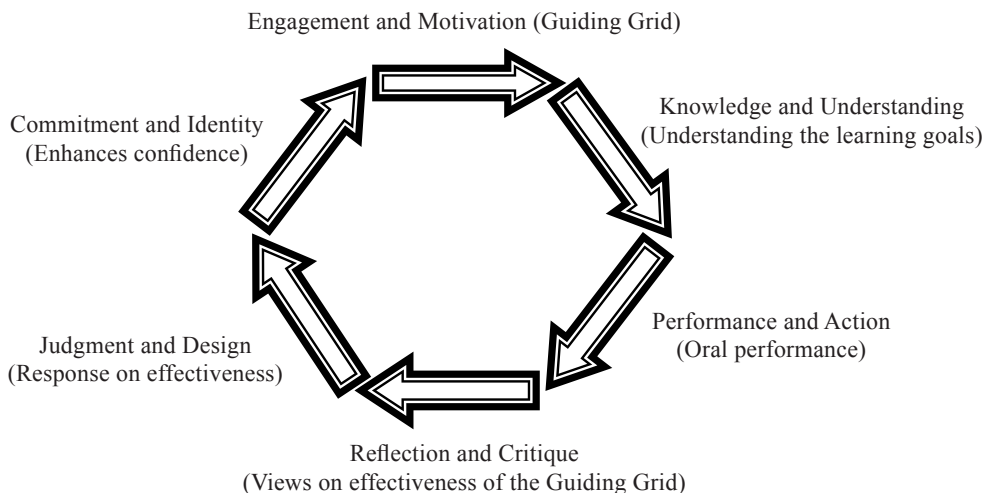 Engagement and Motivation (Guiding Grid)
Knowledge and Understanding
(Understanding the learning goals)
Performance and Action
(Oral performance)
Reflection and Critique
(Views on effectiveness of the Guiding Grid)
Judgment and Design
(Response on effectiveness)
Commitment and Identity
(Enhances confidence)